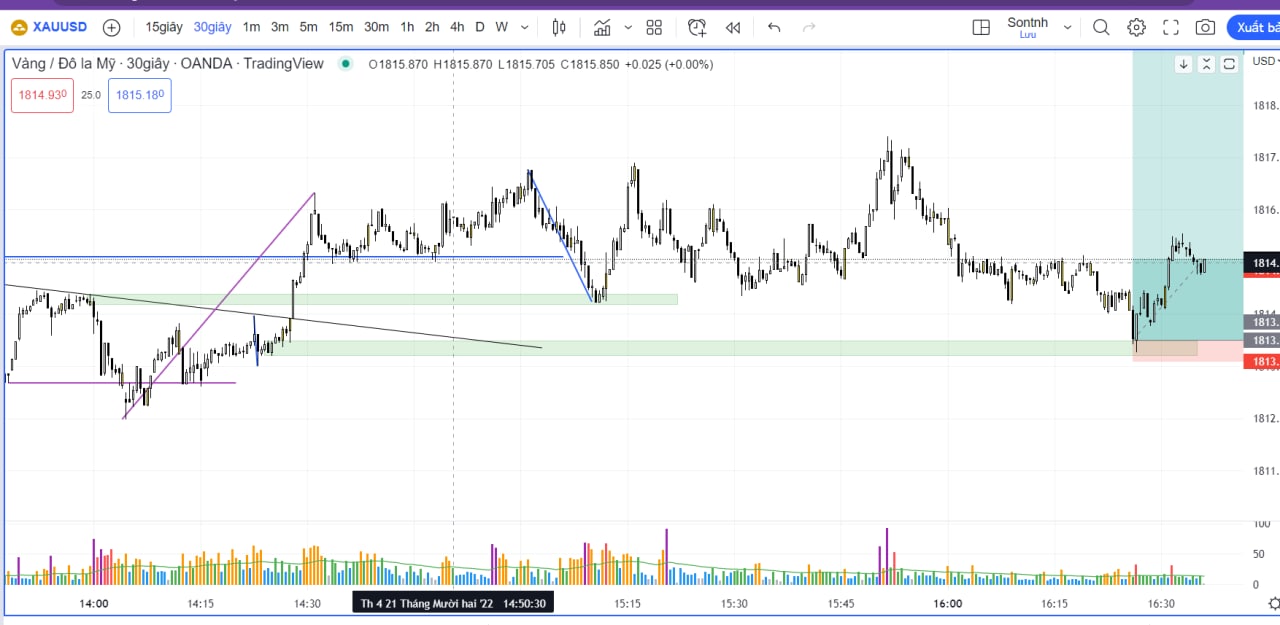 XAUUSD 15giây 30giây 1m 3m 5m 15m 30m 1h 2h 4h D W Sontnh Xuất bả
Lưu
Vàng / Đô la Mỹ · 30giây · OANDA · TradingView O1815.870 H1815.870 L1815.705 C1815.850 +0.025 (+0.00%) USD
1814.930 25.0 1815.180
1818.
1817.
1816.
1814.
1814.
1813.
1813.
1813.
1812.
1811.
100
50
0
14:00 14:15 14:30 Th 4 21 Tháng Mười hai '22 14:50:30 15:15 15:30 15:45 16:00 16:15 16:30